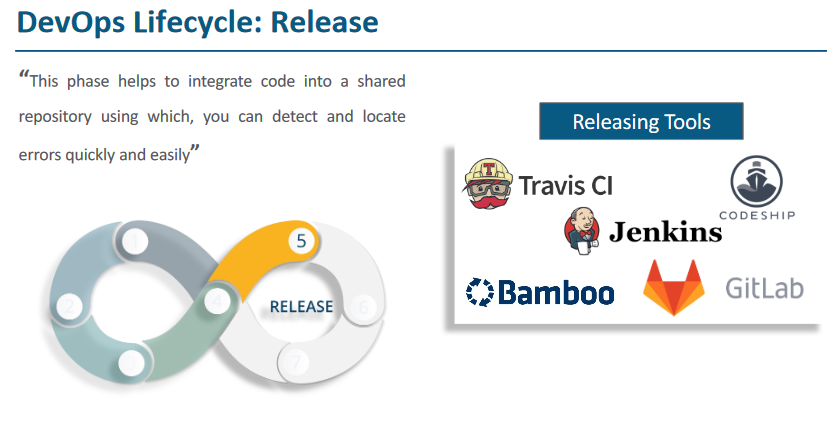 DevOps Lifecycle: Release
“This phase helps to integrate code into a shared
repository using which, you can detect and locate
errors quickly and easily”
Releasing Tools
T
Travis CI
CODESHIP
Jenkins
Bamboo
GitLab
1
2
3
4
5
6
7
RELEASE